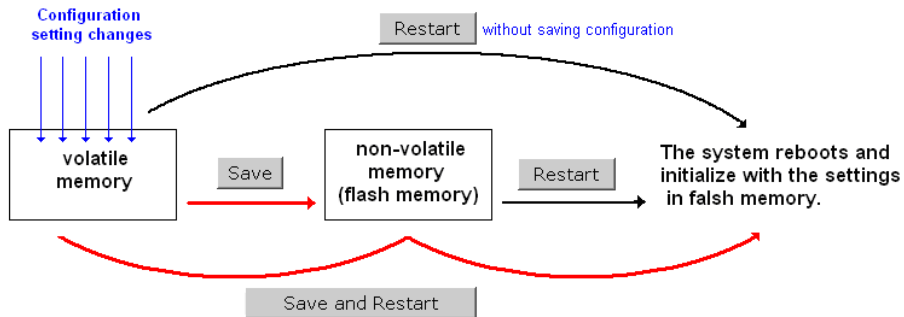 Configuration
setting changes
Restart
without saving configuration
volatile
memory
Save
non-volatile
memory
(flash memory)
Restart
The system reboots and
initialize with the settings
in falsh memory.
Save and Restart